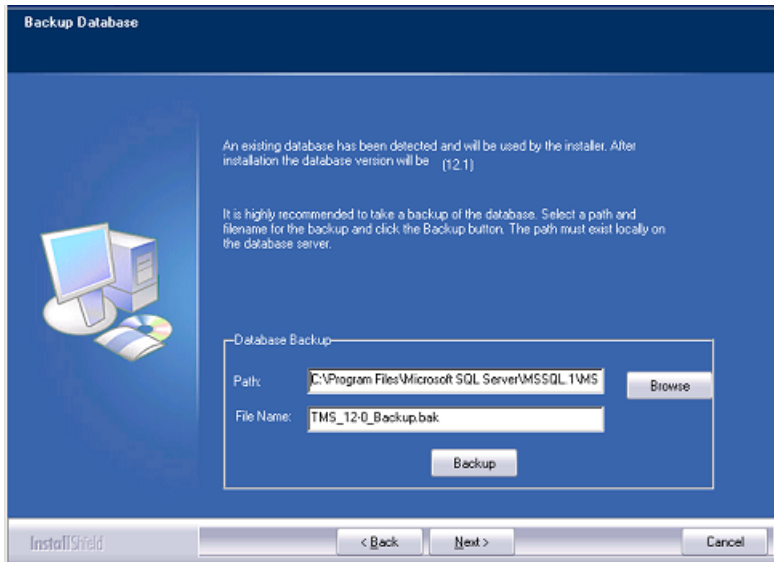 Backup Database
An existing database has been detected and will be used by the installer. After
installation the database version will be (12.1)
It is highly recommended to take a backup of the database. Select a path and
filename for the backup and click the Backup button. The path must exist locally on
the database server.
Database Backup
Path: C:\Program Files\Microsoft SQL Server\MSSQL.1\MS Browse
File Name: TMS_12-0_Backup.bak
Backup
InstallShield < Back Next > Cancel